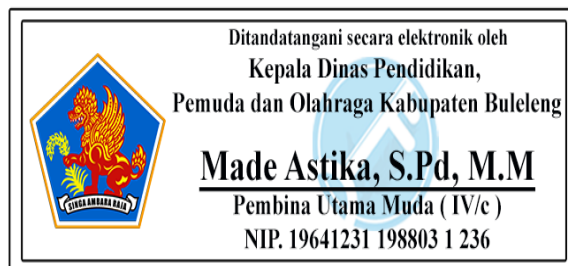 Ditandatangani secara elektronik oleh
Kepala Dinas Pendidikan,
Pemuda dan Olahraga Kabupaten Buleleng
Made Astika, S.Pd, M.M
Pembina Utama Muda ( IV/c )
NIP. 19641231 198803 1 236
SINGA AMBARA RAJA